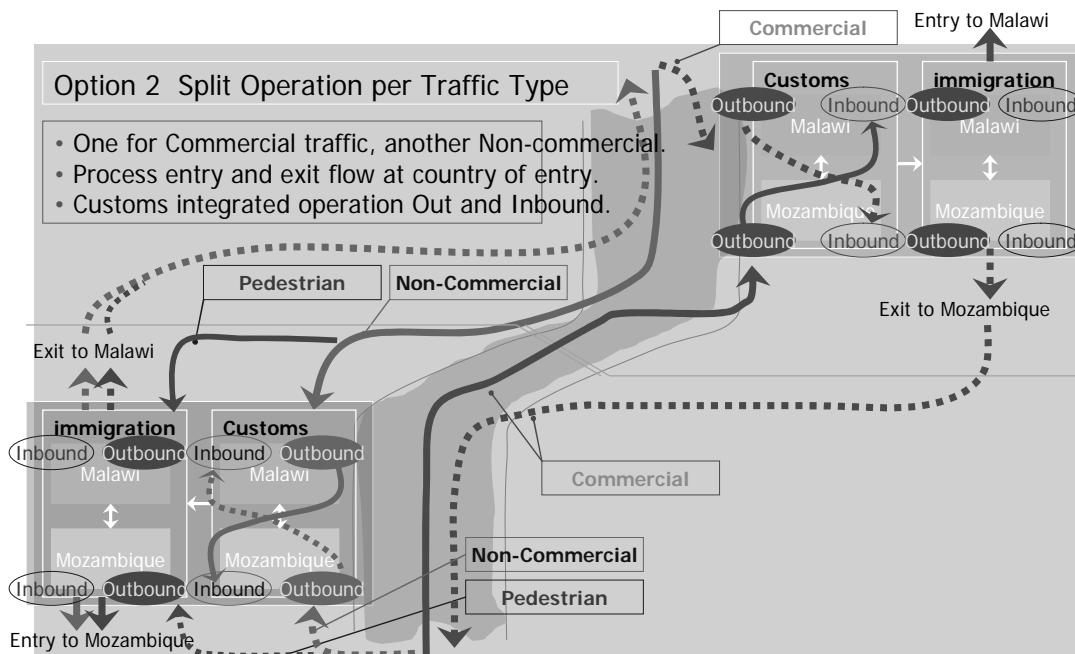 Entry to Malawi
Commercial
Option 2 Split Operation per Traffic Type
• One for Commercial traffic, another Non-commercial.
• Process entry and exit flow at country of entry.
• Customs integrated operation Out and Inbound.
Customs
immigration
Outbound
Inbound
Outbound
Inbound
Malawi
Malawi
Mozambique
Mozambique
Outbound
Inbound
Outbound
Inbound
Exit to Mozambique
Pedestrian
Non-Commercial
Exit to Malawi
immigration
Customs
Inbound
Outbound
Inbound
Outbound
Malawi
Malawi
Commercial
Mozambique
Mozambique
Non-Commercial
Inbound
Outbound
Inbound
Outbound
Pedestrian
Entry to Mozambique